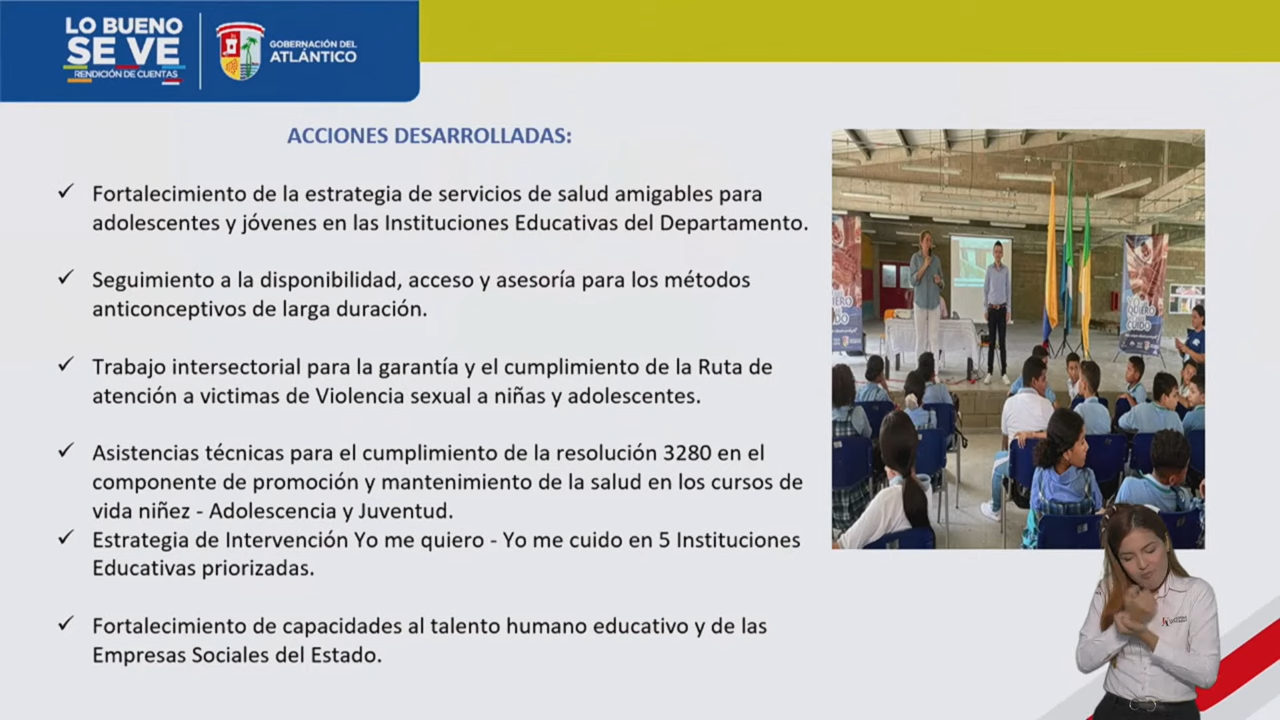 LO BUENO
SE VE
RENDICIÓN DE CUENTAS
GOBERNACIÓN DEL
ATLÁNTICO
ACCIONES DESARROLLADAS:
✓ Fortalecimiento de la estrategia de servicios de salud amigables para
adolescentes y jóvenes en las Instituciones Educativas del Departamento.
✓ Seguimiento a la disponibilidad, acceso y asesoría para los métodos
anticonceptivos de larga duración.
✓ Trabajo intersectorial para la garantía y el cumplimiento de la Ruta de
atención a victimas de Violencia sexual a niñas y adolescentes.
✓ Asistencias técnicas para el cumplimiento de la resolución 3280 en el
componente de promoción y mantenimiento de la salud en los cursos de
vida niñez - Adolescencia y Juventud.
✓ Estrategia de Intervención Yo me quiero - Yo me cuido en 5 Instituciones
Educativas priorizadas.
✓ Fortalecimiento de capacidades al talento humano educativo y de las
Empresas Sociales del Estado.
QUIERO
CUIDO